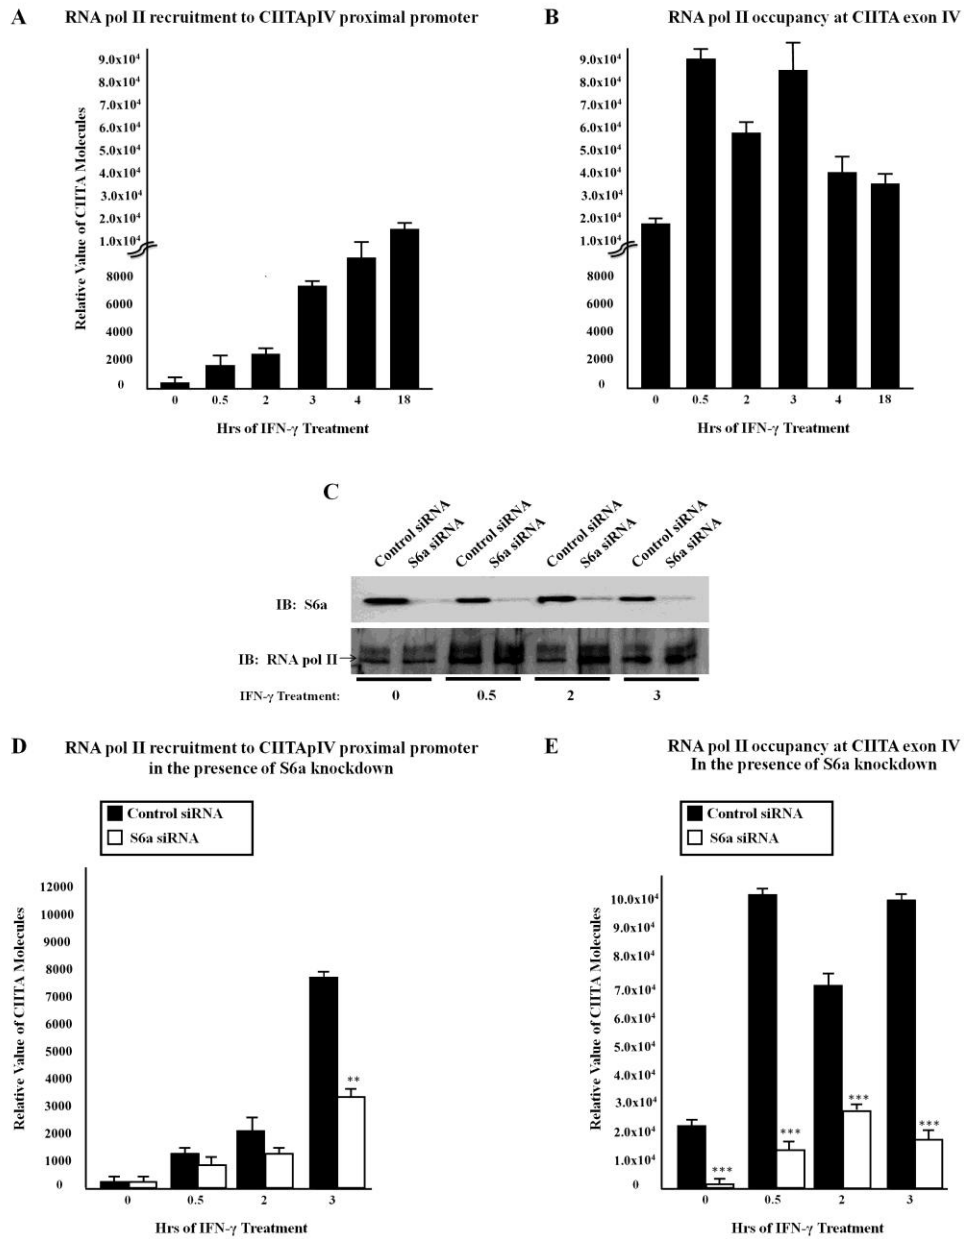 A RNA pol II recruitment to CIITApIV proximal promoter
Relative Value of CIITA Molecules
9.0x10⁴
8.0x10⁴
7.0x10⁴
6.0x10⁴
5.0x10⁴
4.0x10⁴
3.0x10⁴
2.0x10⁴
1.0x10⁴
8000
6000
4000
2000
0
0 0.5 2 3 4 18
Hrs of IFN-γ Treatment
B RNA pol II occupancy at CIITA exon IV
9.0x10⁴
8.0x10⁴
7.0x10⁴
6.0x10⁴
5.0x10⁴
4.0x10⁴
3.0x10⁴
2.0x10⁴
1.0x10⁴
8000
6000
4000
2000
0
0 0.5 2 3 4 18
Hrs of IFN-γ Treatment
C
Control siRNA S6a siRNA Control siRNA S6a siRNA Control siRNA S6a siRNA Control siRNA S6a siRNA
IB: S6a
IB: RNA pol II→
IFN-γ Treatment: 0 0.5 2 3
D RNA pol II recruitment to CIITApIV proximal promoter
in the presence of S6a knockdown
Control siRNA
S6a siRNA
Relative Value of CIITA Molecules
12000
10000
9000
8000
7000
6000
5000
4000
3000
2000
1000
0
**
0 0.5 2 3
Hrs of IFN-γ Treatment
E RNA pol II occupancy at CIITA exon IV
In the presence of S6a knockdown
Control siRNA
S6a siRNA
Relative Value of CIITA Molecules
10.0x10⁴
9.0x10⁴
8.0x10⁴
7.0x10⁴
6.0x10⁴
5.0x10⁴
4.0x10⁴
3.0x10⁴
2.0x10⁴
1.0x10⁴
0
*** *** *** ***
0 0.5 2 3
Hrs of IFN-γ Treatment